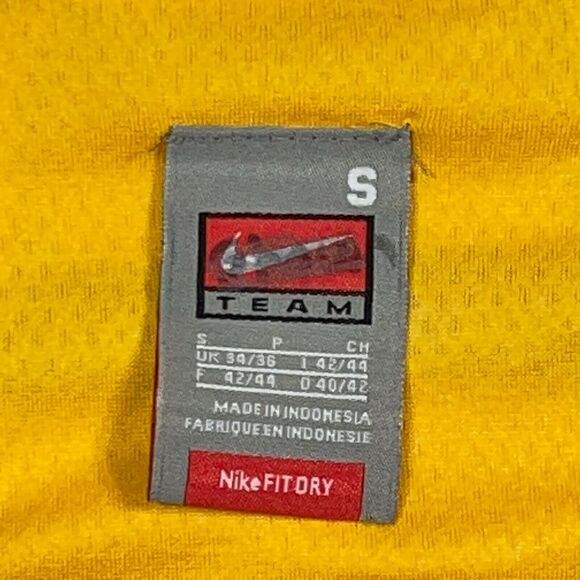 S
TEAM
S P CH
UK 34/36 I 42/44
F 42/44 D 40/42
MADE IN INDONESIA
FABRIQUE EN INDONESIE
Nike FIT DRY